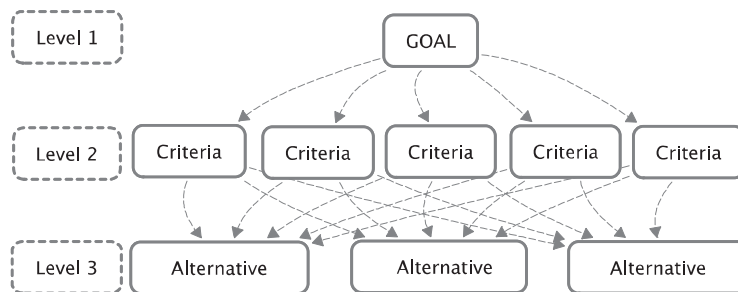 Level 1
GOAL
Level 2
Criteria
Criteria
Criteria
Criteria
Criteria
Level 3
Alternative
Alternative
Alternative